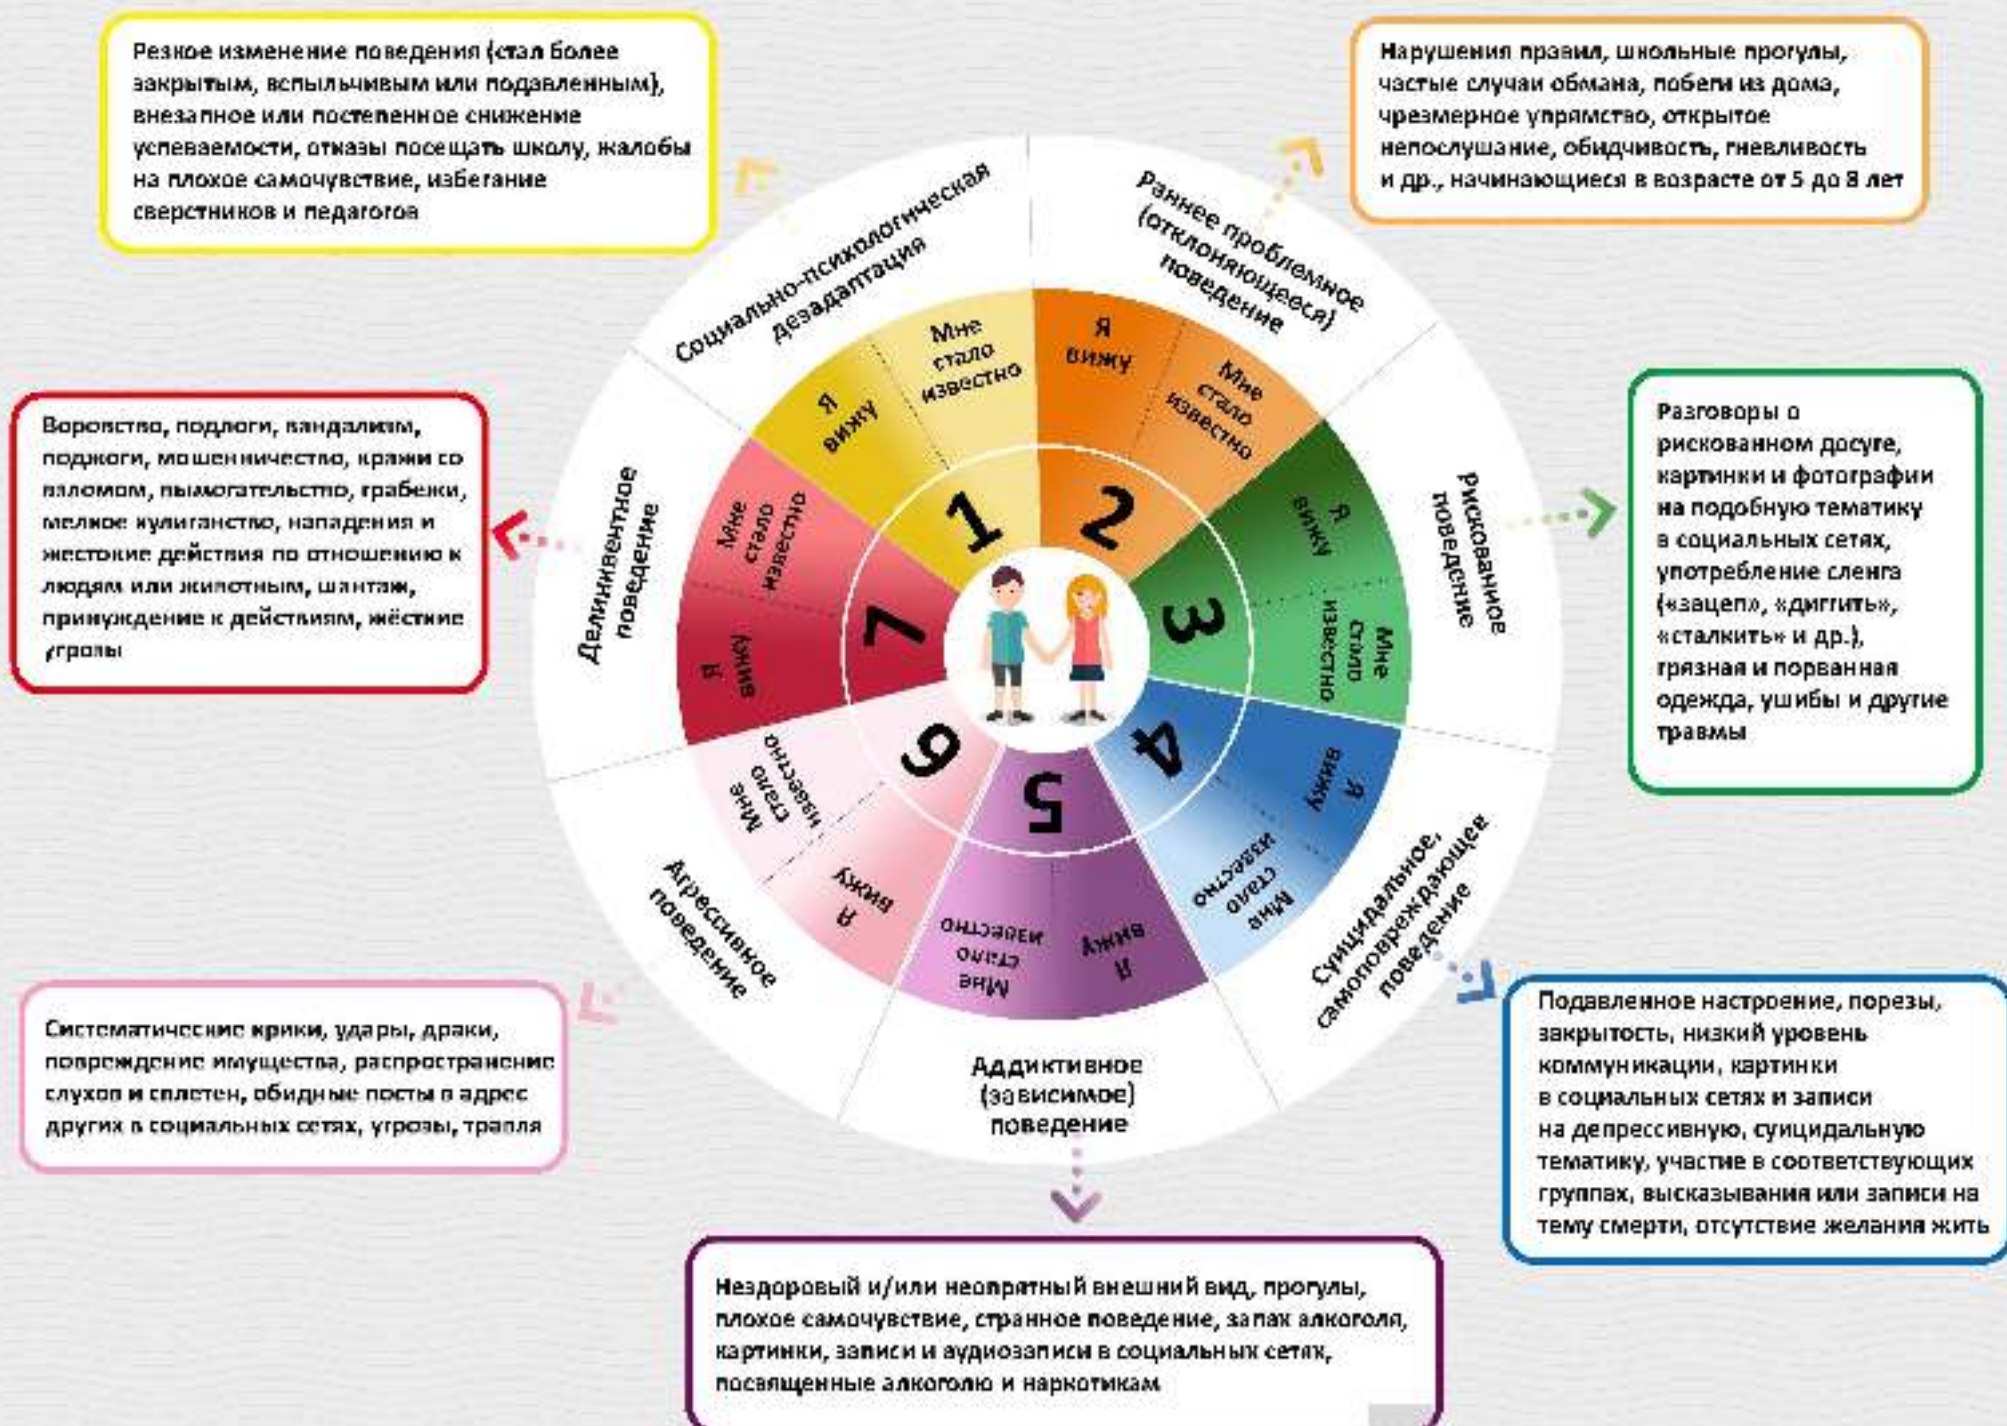 Резкое изменение поведения (стал более
закрытым, вспыльчивым или подавленным),
внезапное или постепенное снижение
успеваемости, отказы посещать школу, жалобы
на плохое самочувствие, избегание
сверстников и педагогов
Нарушения правил, школьные прогулы,
частые случаи обмана, побеги из дома,
чрезмерное упрямство, открытое
непослушание, обидчивость, гневливость
и др., начинающиеся в возрасте от 5 до 8 лет
Разговоры о
рискованном досуге,
картинки и фотографии
на подобную тематику
в социальных сетях,
употребление сленга
(«зацеп», «диггить»,
«сталкить» и др.),
грязная и порванная
одежда, ушибы и другие
травмы
Подавленное настроение, порезы,
закрытость, низкий уровень
коммуникации, картинки
в социальных сетях и записи
на депрессивную, суицидальную
тематику, участие в соответствующих
группах, высказывания или записи на
тему смерти, отсутствие желания жить
Нездоровый и/или неопрятный внешний вид, прогулы,
плохое самочувствие, странное поведение, запах алкоголя,
картинки, записи и аудиозаписи в социальных сетях,
посвященные алкоголю и наркотикам
Систематические крики, удары, драки,
повреждение имущества, распространение
слухов и сплетен, обидные посты в адрес
других в социальных сетях, угрозы, травля
Воровство, подлоги, вандализм,
поджоги, мошенничество, кражи со
взломом, вымогательство, грабежи,
мелкое хулиганство, нападения и
жестокие действия по отношению к
людям или животным, шантаж,
принуждение к действиям, жёсткие
угрозы
Социально-психологическая
дезадаптация
Я
вижу
Мне
стало
известно
1
Раннее проблемное
(отклоняющееся)
поведение
Я
вижу
Мне
стало
известно
2
Рискованное
поведение
Я
вижу
Мне
стало
известно
3
Суицидальное,
самоповреждающее
поведение
Я
вижу
Мне
стало
известно
4
Аддиктивное
(зависимое)
поведение
Я
вижу
Мне
стало
известно
5
Агрессивное
поведение
Я
вижу
Мне
стало
известно
6
Делинквентное
поведение
Я
вижу
Мне
стало
известно
7